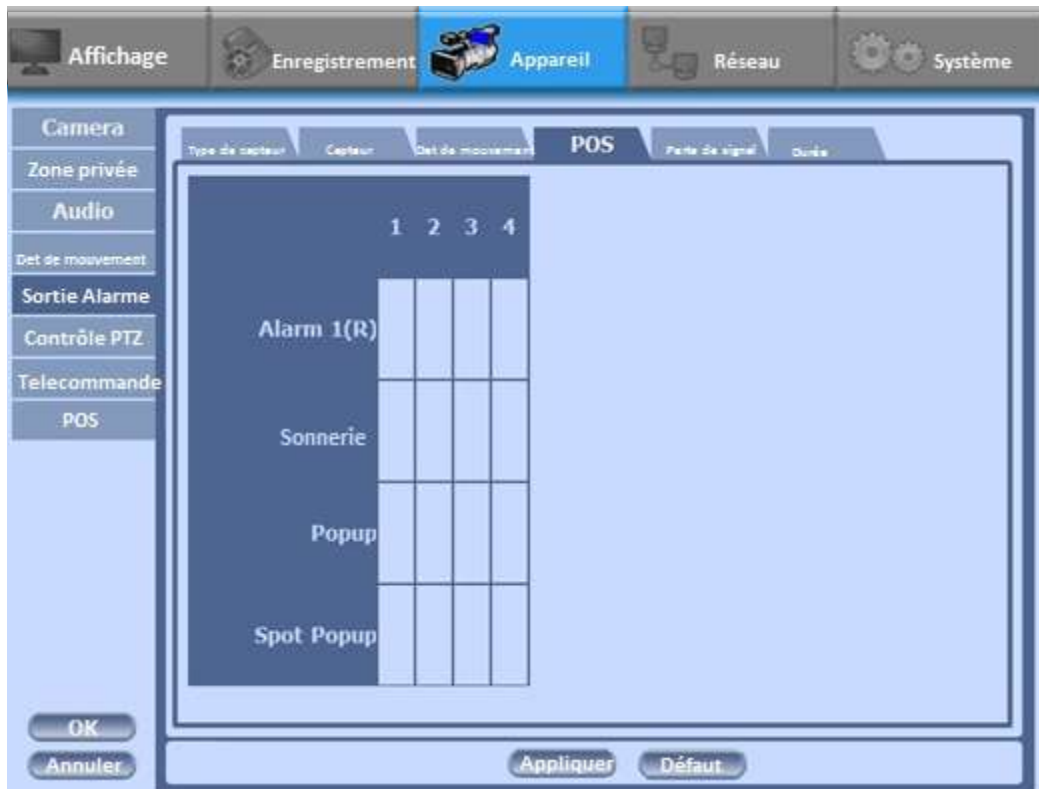 Affichage
Enregistrement
Appareil
Réseau
Système
Camera
Zone privée
Audio
Det de mouvement
Sortie Alarme
Contrôle PTZ
Telecommande
POS
OK
Annuler
Type de capteur
Capteur
Det de mouvement
POS
Perte de signal
Durée
1 2 3 4
Alarm 1(R)
Sonnerie
Popup
Spot Popup
Appliquer
Défaut